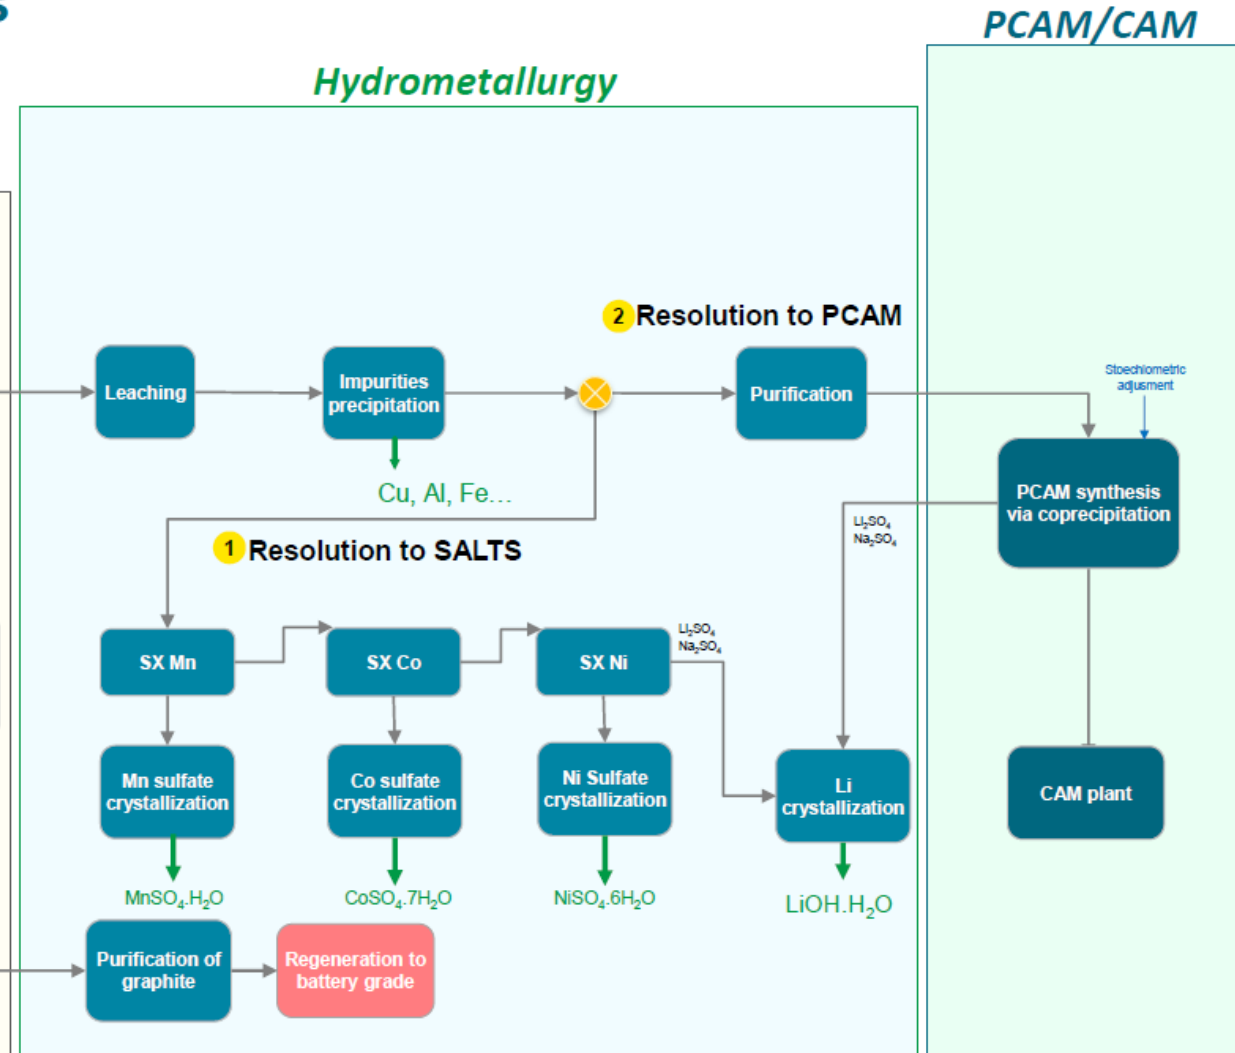 S
PCAM/CAM
Hydrometallurgy
2 Resolution to PCAM
Leaching
Impurities
precipitation
Purification
Stoechiometric
adjusment
Cu, Al, Fe...
PCAM synthesis
via coprecipitation
Li₂SO₄
Na₂SO₄
1 Resolution to SALTS
SX Mn
SX Co
SX Ni
Li₂SO₄
Na₂SO₄
Mn sulfate
crystallization
Co sulfate
crystallization
Ni Sulfate
crystallization
Li
crystallization
CAM plant
MnSO₄.H₂O
CoSO₄.7H₂O
NiSO₄.6H₂O
LiOH.H₂O
Purification of
graphite
Regeneration to
battery grade